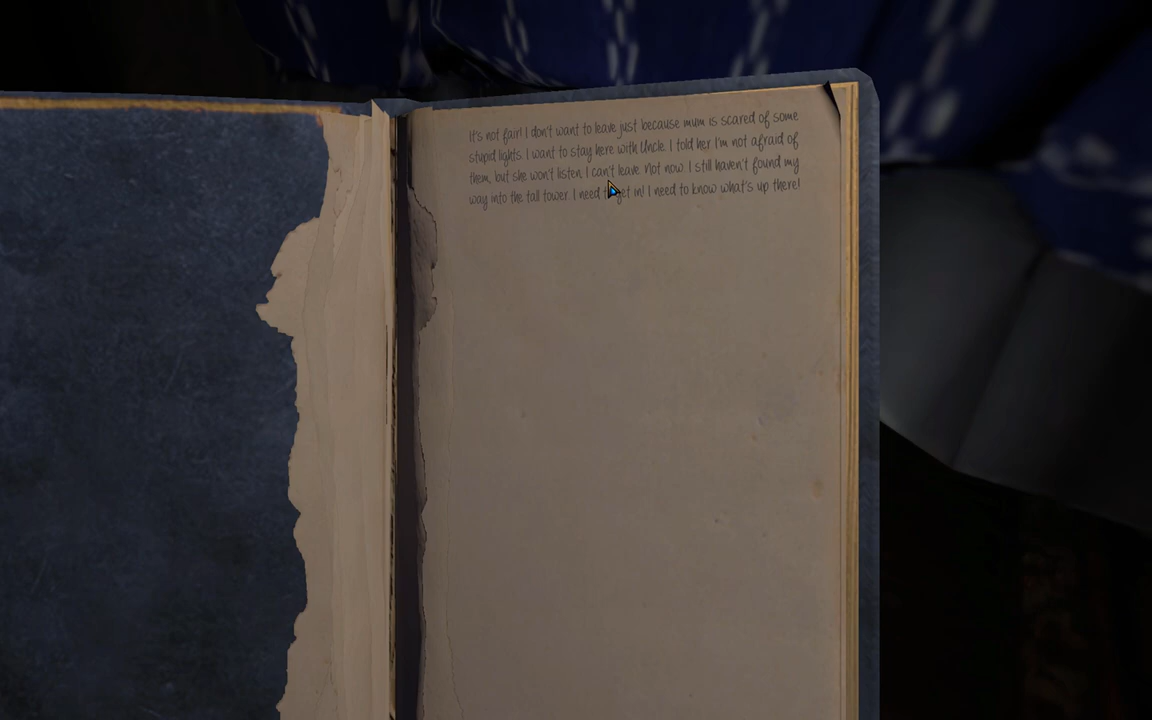 It's not fair! I don't want to leave just because mum is scared of some
stupid lights. I want to stay here with Uncle. I told her I'm not afraid of
them, but she won't listen. I can't leave. Not now. I still haven't found my
way into the tall tower. I need to get in! I need to know what's up there!